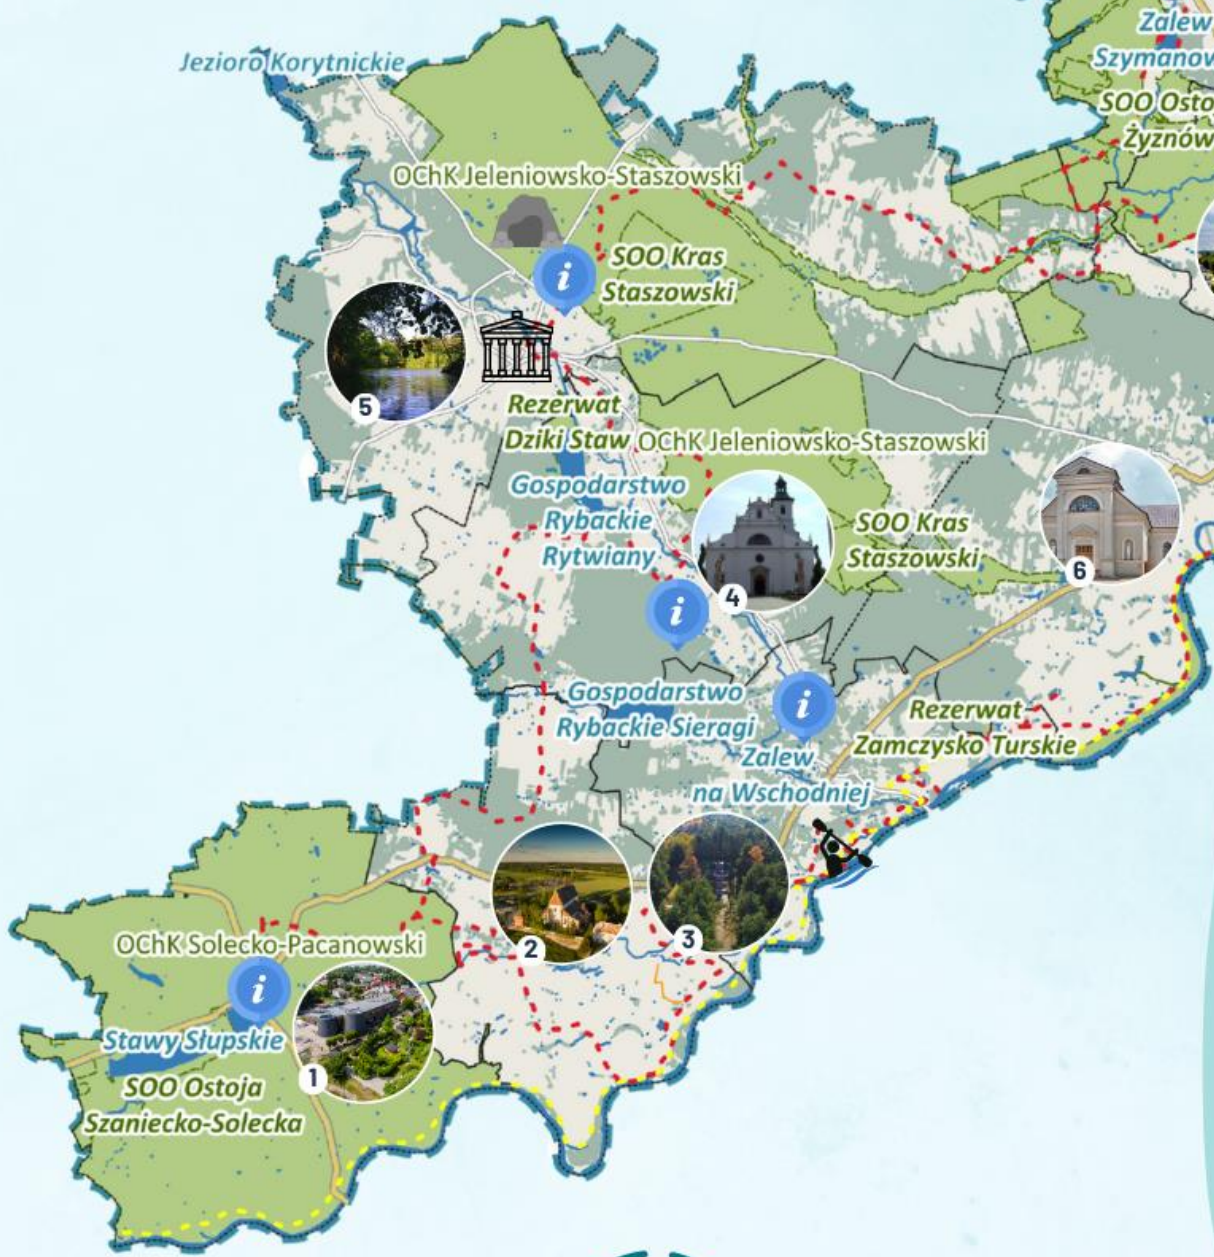 Zalew
Szymanow
Jezioro Korytnickie
SOO Osto
Żyznów
OChK Jeleniowsko-Staszowski
i
SOO Kras
Staszowski
5
Rezerwat
Dziki Staw
OChK Jeleniowsko-Staszowski
Gospodarstwo
Rybackie
Rytwiany
SOO Kras
Staszowski
6
4
i
Gospodarstwo
Rybackie Sieragi
i
Rezerwat
Zamczysko Turskie
Zalew
na Wschodniej
2
3
OChK Solecko-Pacanowski
i
Stawy Słupskie
1
SOO Ostoja
Szaniecko-Solecka